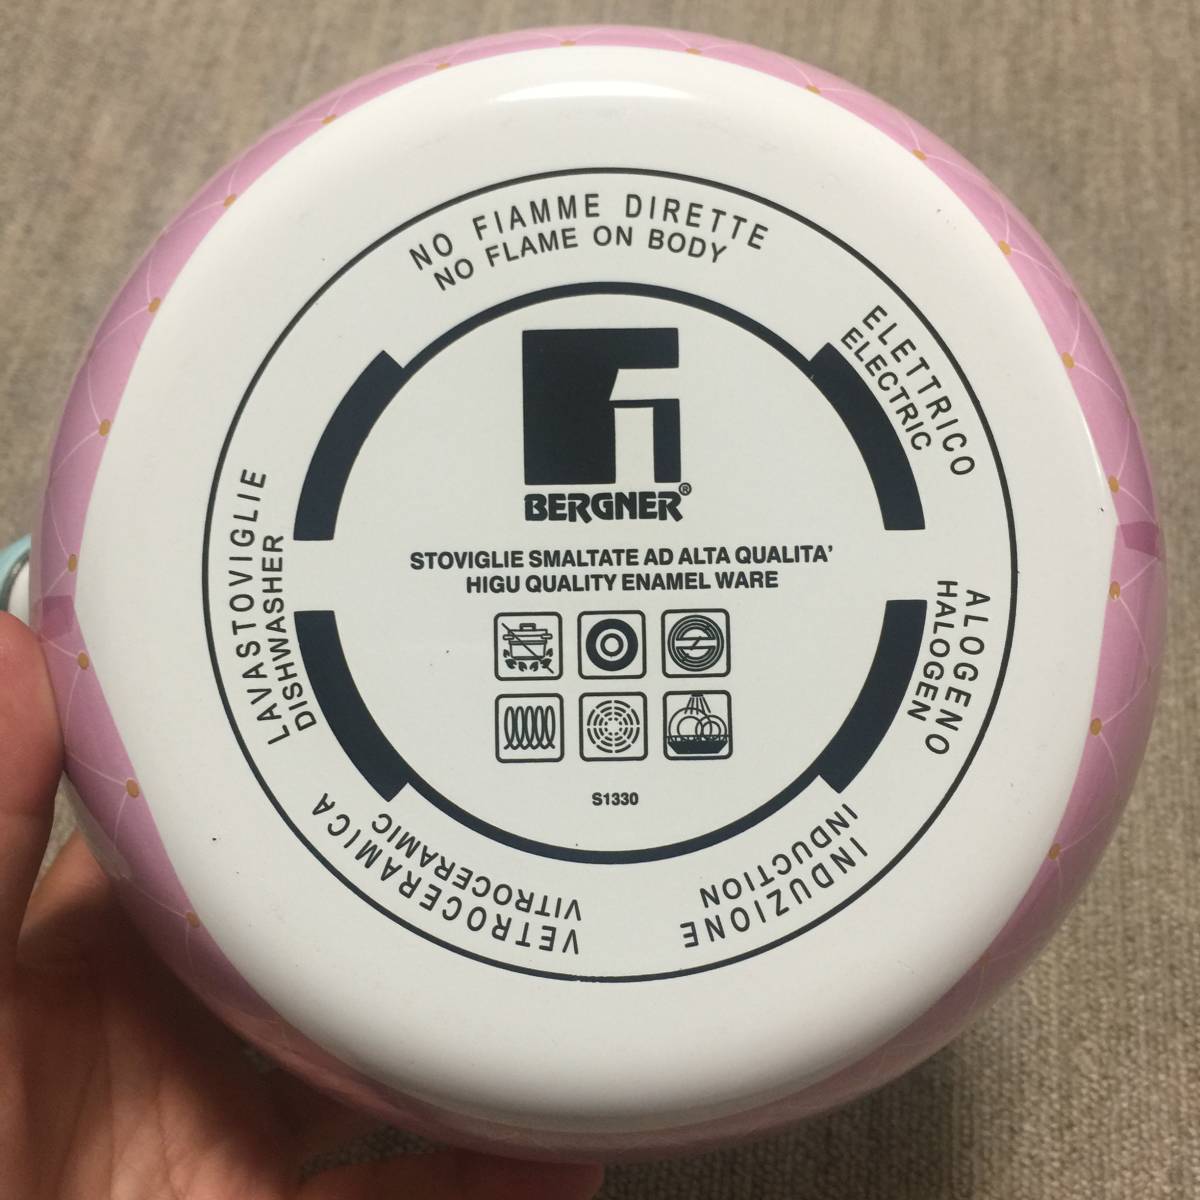 NO FIAMME DIRETTE
NO FLAME ON BODY
ELETTRICO
ELECTRIC
ALOGENO
HALOGEN
INDUZIONE
INDUCTION
VETROCERAMICA
VITROCERAMIC
LAVASTOVIGLIE
DISHWASHER
BERGNER®
STOVIGLIE SMALTATE AD ALTA QUALITA'
HIGU QUALITY ENAMEL WARE
S1330